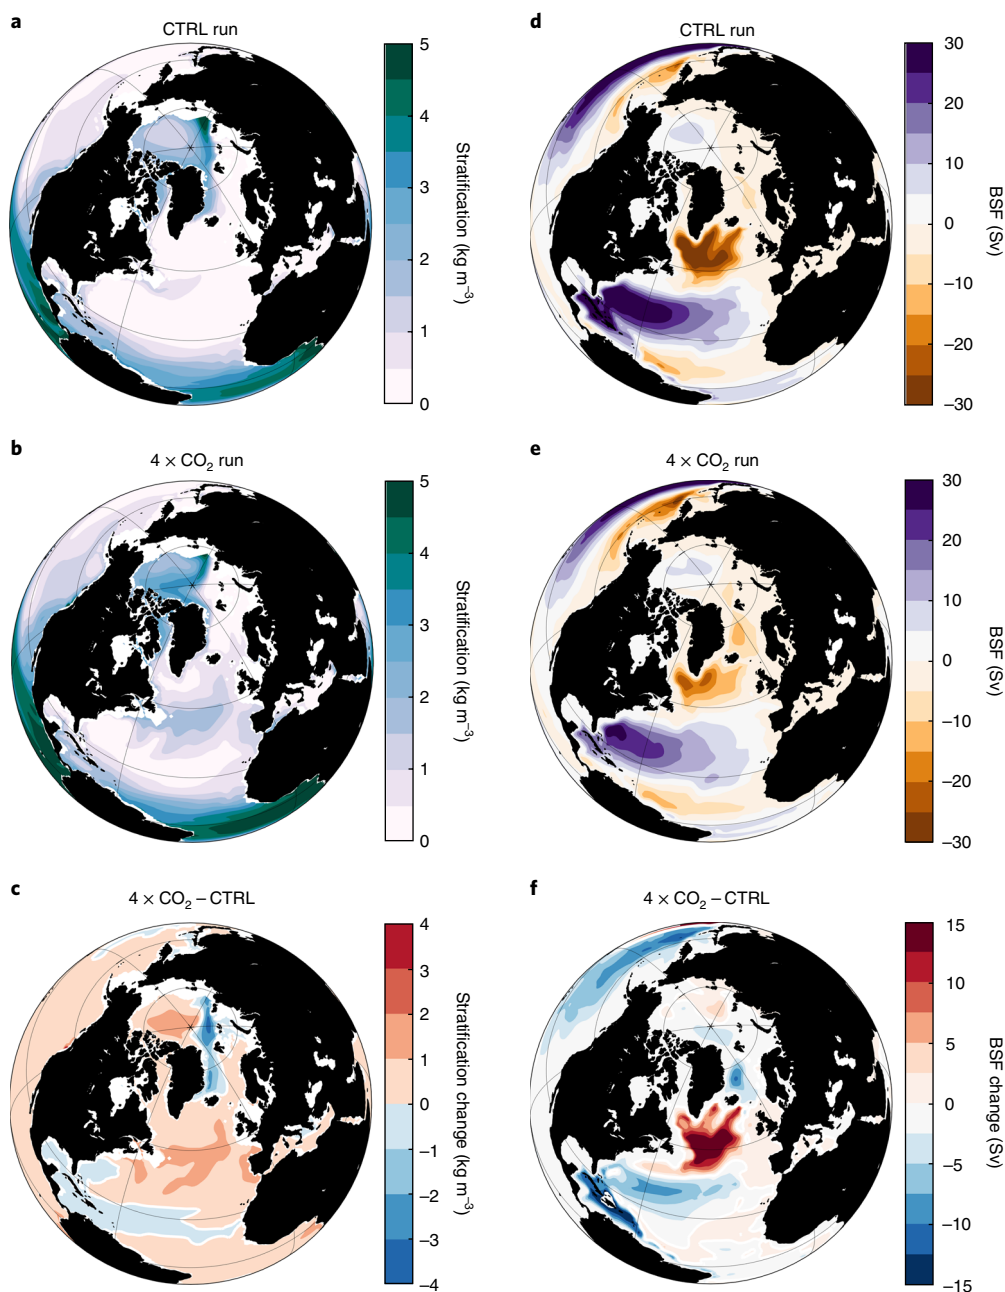 a
CTRL run
5
4
3
2
1
0
Stratification (kg m⁻³)
d
CTRL run
30
20
10
0
–10
–20
–30
BSF (Sv)
b
4 × CO₂ run
5
4
3
2
1
0
Stratification (kg m⁻³)
e
4 × CO₂ run
30
20
10
0
–10
–20
–30
BSF (Sv)
c
4 × CO₂ – CTRL
4
3
2
1
0
–1
–2
–3
–4
Stratification change (kg m⁻³)
f
4 × CO₂ – CTRL
15
10
5
0
–5
–10
–15
BSF change (Sv)